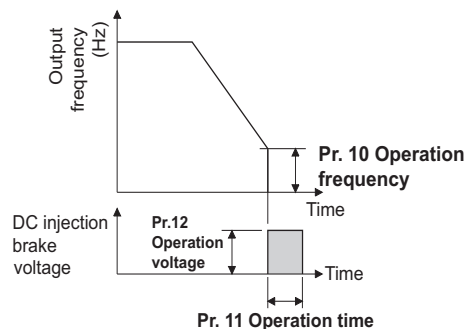 Output
frequency
(Hz)
Pr. 10 Operation
frequency
Time
DC injection
brake
voltage
Pr.12
Operation
voltage
Time
Pr. 11 Operation time